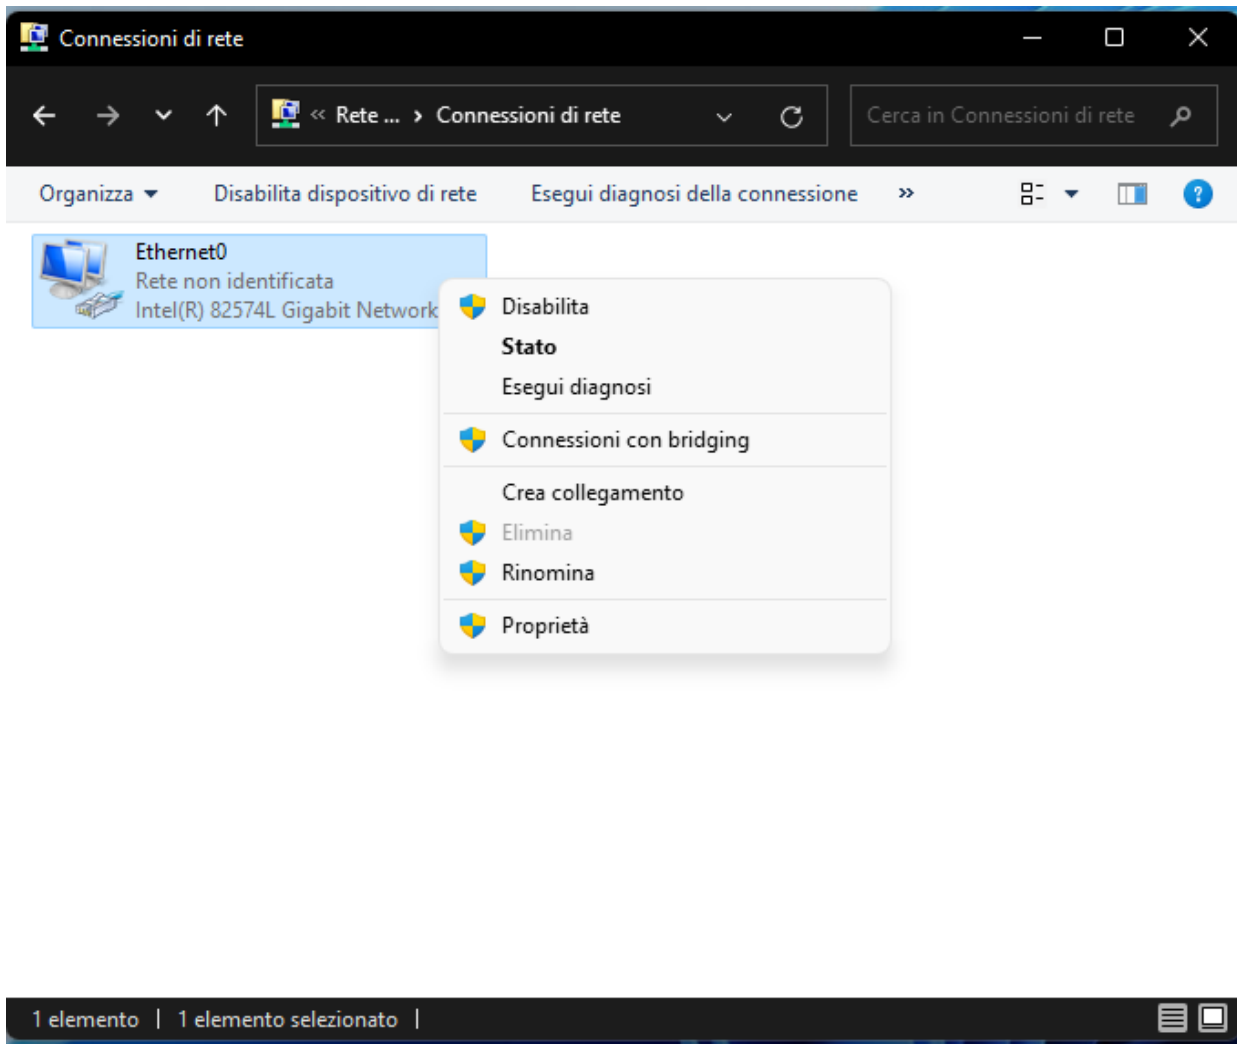 Connessioni di rete
« Rete ... › Connessioni di rete
Cerca in Connessioni di rete
Organizza
Disabilita dispositivo di rete
Esegui diagnosi della connessione
»
Ethernet0
Rete non identificata
Intel(R) 82574L Gigabit Network
Disabilita
Stato
Esegui diagnosi
Connessioni con bridging
Crea collegamento
Elimina
Rinomina
Proprietà
1 elemento
1 elemento selezionato